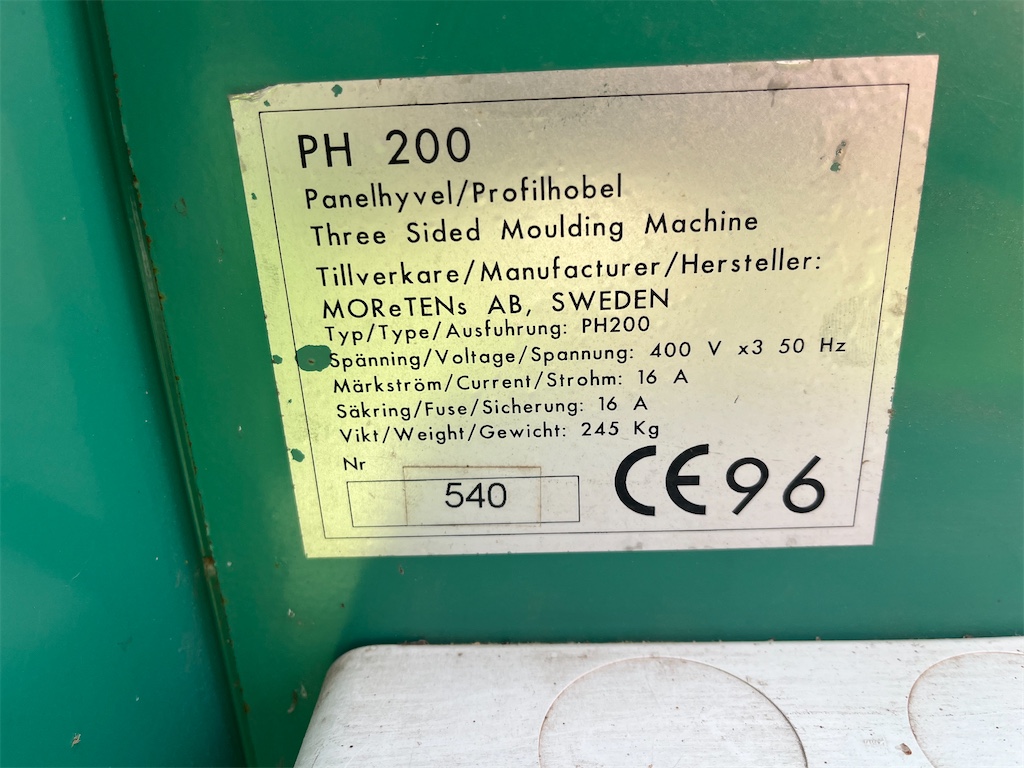 PH 200
Panelhyvel/Profilhobel
Three Sided Moulding Machine
Tillverkare/Manufacturer/Hersteller:
MOReTENs AB, SWEDEN
Typ/Type/Ausfuhrung: PH200
Spänning/Voltage/Spannung: 400 V x3 50 Hz
Märkström/Current/Strohm: 16 A
Säkring/Fuse/Sicherung: 16 A
Vikt/Weight/Gewicht: 245 Kg
Nr
540
CE96